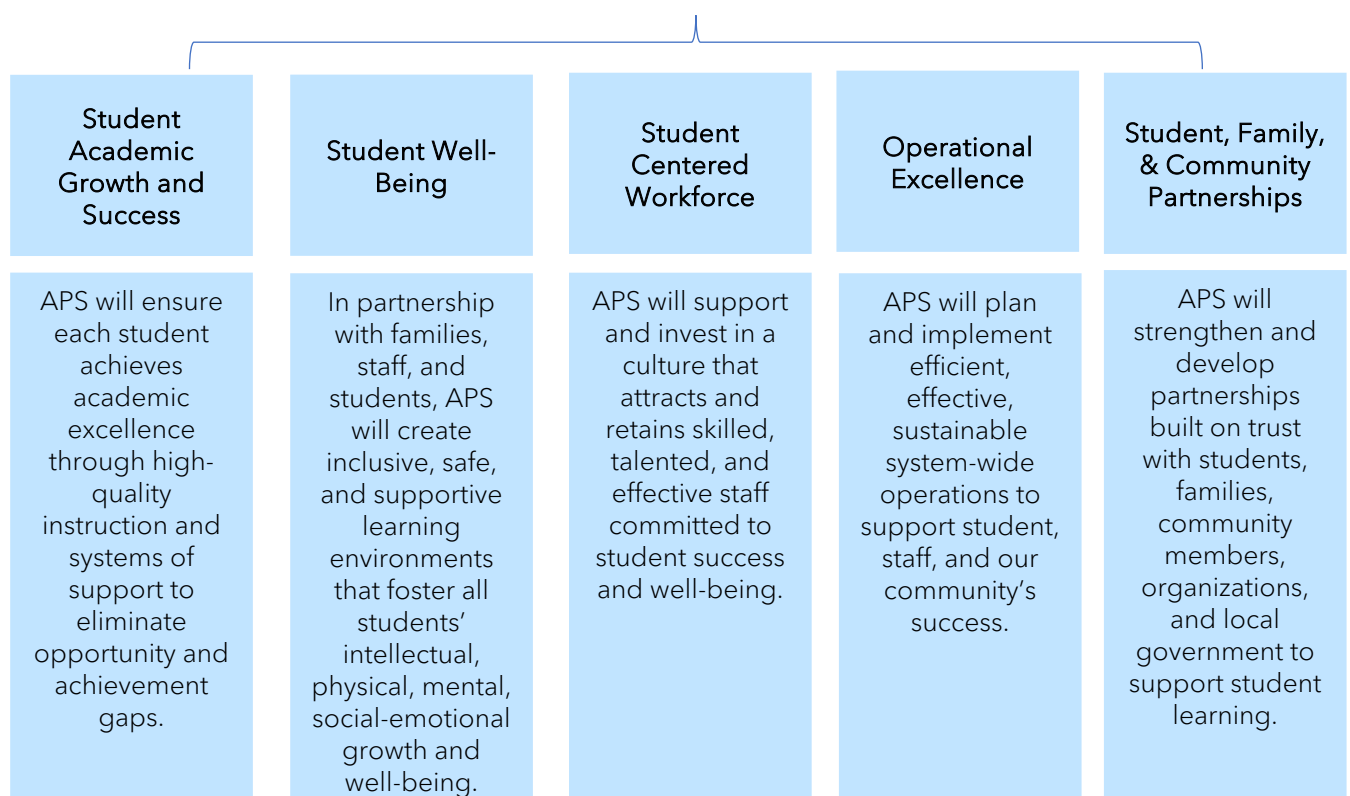 Student
Academic
Growth and
Success
Student Well-
Being
Student
Centered
Workforce
Operational
Excellence
Student, Family,
& Community
Partnerships
APS will ensure
each student
achieves
academic
excellence
through high-
quality
instruction and
systems of
support to
eliminate
opportunity and
achievement
gaps.
In partnership
with families,
staff, and
students, APS
will create
inclusive, safe,
and supportive
learning
environments
that foster all
students’
intellectual,
physical, mental,
social-emotional
growth and
well-being.
APS will support
and invest in a
culture that
attracts and
retains skilled,
talented, and
effective staff
committed to
student success
and well-being.
APS will plan
and implement
efficient,
effective,
sustainable
system-wide
operations to
support student,
staff, and our
community’s
success.
APS will
strengthen and
develop
partnerships
built on trust
with students,
families,
community
members,
organizations,
and local
government to
support student
learning.